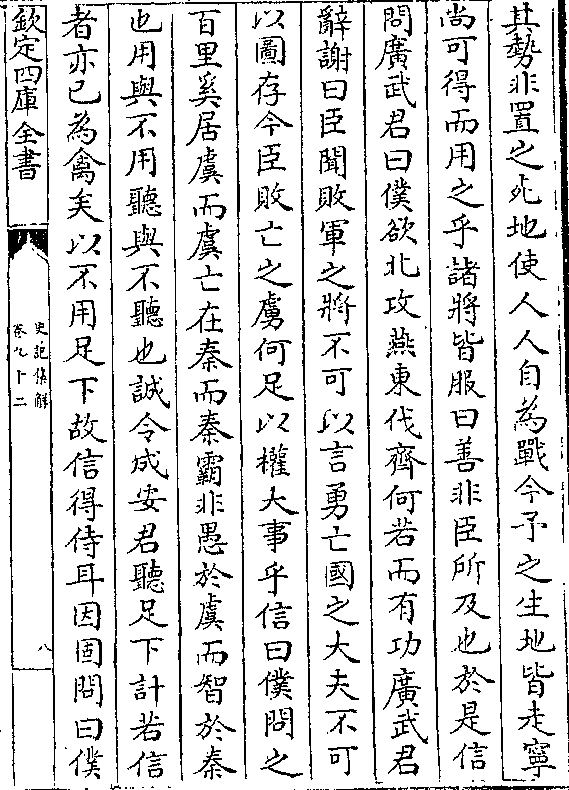 其勢非置之死地使人人自為戰今予之生地皆走寧
尚可得而用之乎諸將皆服曰善非臣所及也於是信
問廣武君曰僕欲北攻燕東伐齊何若而有功廣武君
辭謝曰臣聞敗軍之將不可以言勇亡國之大夫不可
以圖存今臣敗亡之虜何足以權大事乎信曰僕聞之
百里奚居虞而虞亡在秦而秦霸非愚於虞而智於秦
也用與不用聽與不聽也誠令成安君聽足下計若信
者亦已為禽矣以不用足下故信得侍耳因固問曰僕
欽定四庫全書
史記集解
卷九十二
八